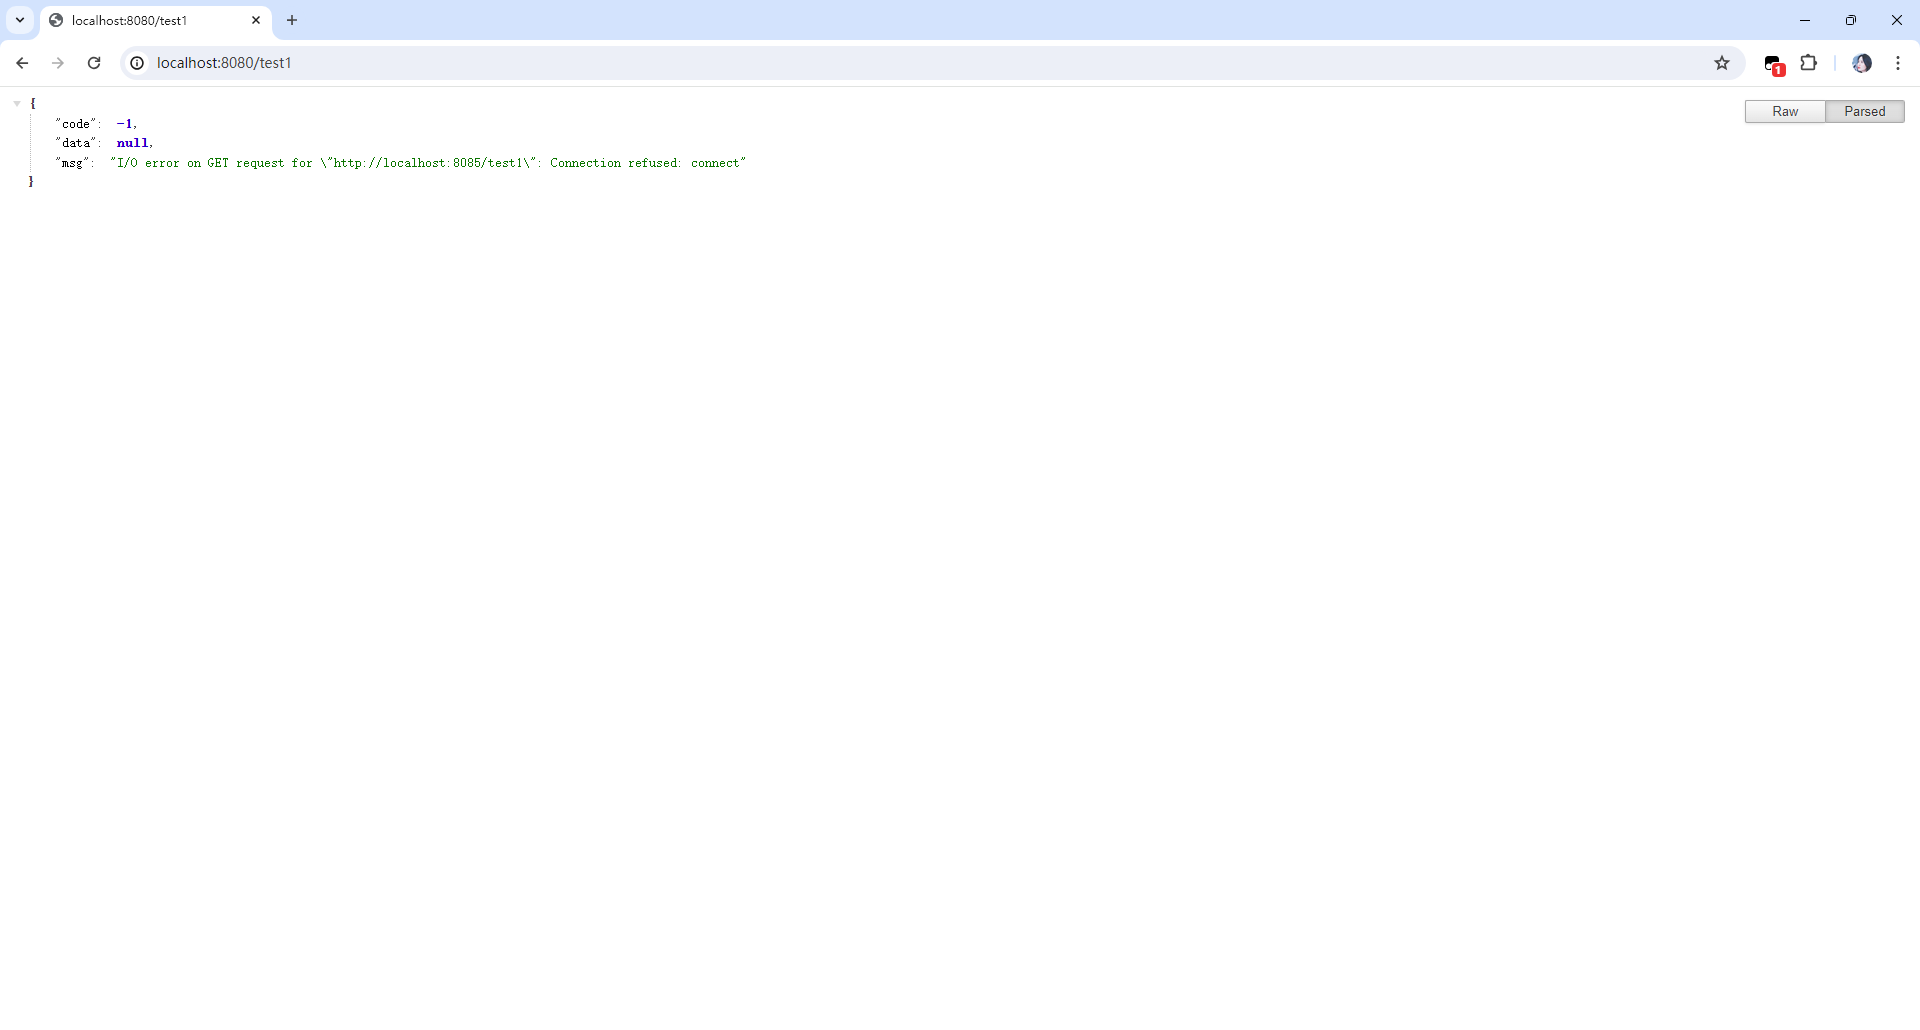 localhost:8080/test1
localhost:8080/test1
1
Raw Parsed
{
"code": -1,
"data": null,
"msg": "I/O error on GET request for \"http://localhost:8085/test1\": Connection refused: connect"
}